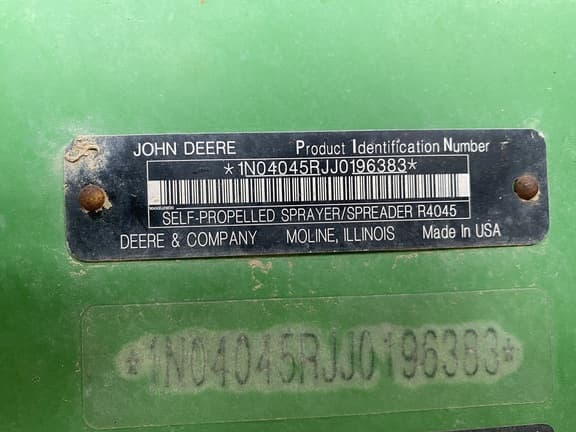 JOHN DEERE Product Identification Number
*1N04045RJJ0196383*
SELF-PROPELLED SPRAYER/SPREADER R4045
DEERE & COMPANY MOLINE, ILLINOIS Made In USA
*1N04045RJJ0196383*